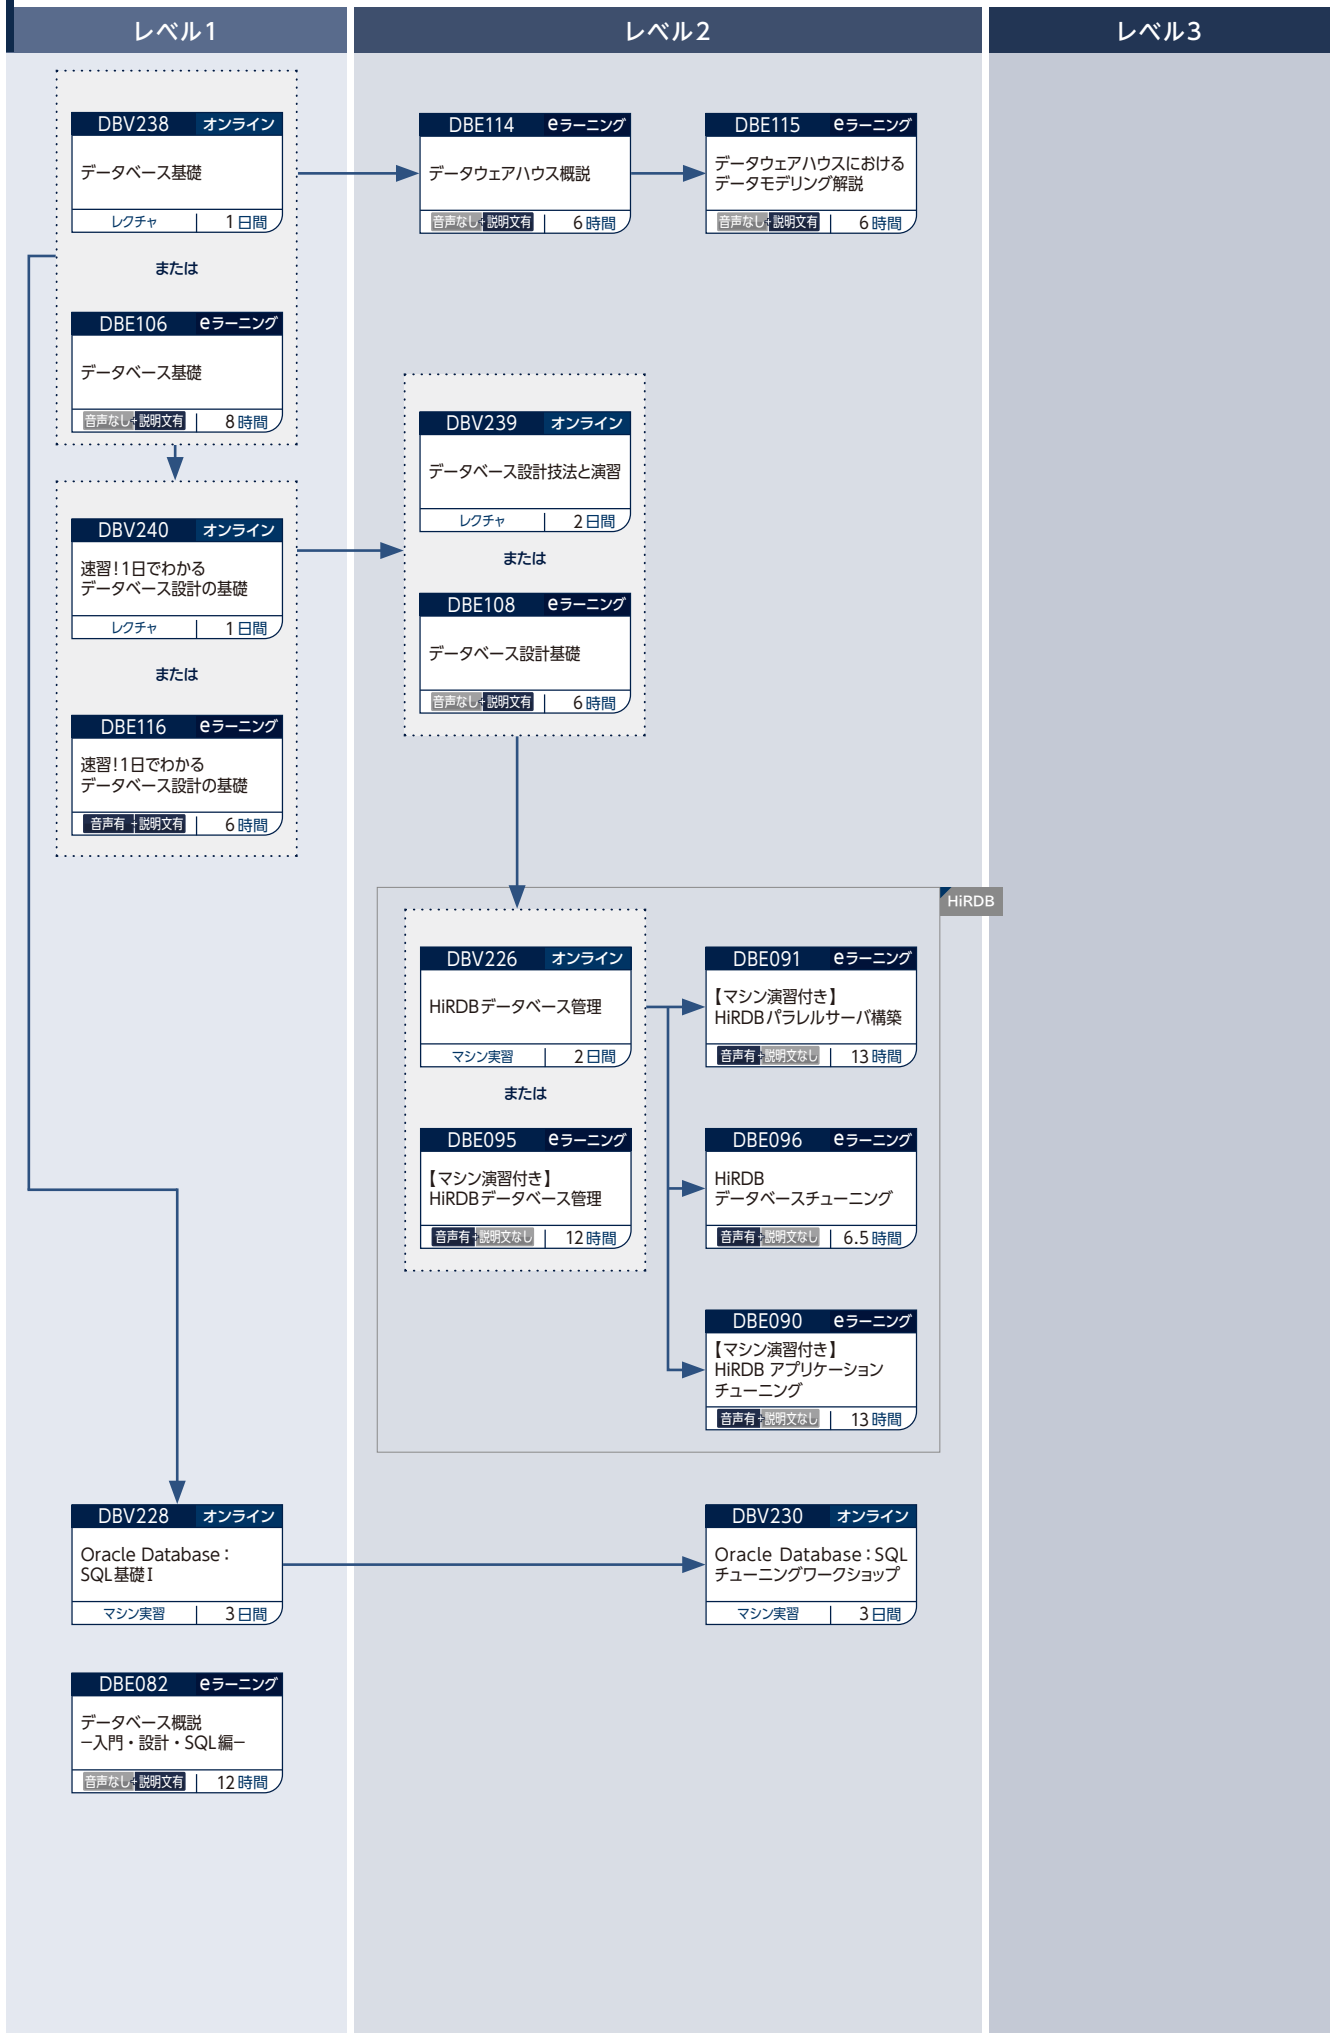 レベル1
レベル2
レベル3
DBV238 オンライン
データベース基礎
レクチャ 1日間
または
DBE106 eラーニング
データベース基礎
音声なし+説明文有 8時間
DBV240 オンライン
速習！1日でわかる
データベース設計の基礎
レクチャ 1日間
または
DBE116 eラーニング
速習！1日でわかる
データベース設計の基礎
音声有+説明文有 6時間
DBE114 eラーニング
データウェアハウス概説
音声なし+説明文有 6時間
DBE115 eラーニング
データウェアハウスにおける
データモデリング解説
音声なし+説明文有 6時間
DBV239 オンライン
データベース設計技法と演習
レクチャ 2日間
または
DBE108 eラーニング
データベース設計基礎
音声なし+説明文有 6時間
HiRDB
DBV226 オンライン
HiRDBデータベース管理
マシン実習 2日間
または
DBE095 eラーニング
【マシン演習付き】
HiRDBデータベース管理
音声有+説明文なし 12時間
DBE091 eラーニング
【マシン演習付き】
HiRDBパラレルサーバ構築
音声有+説明文なし 13時間
DBE096 eラーニング
HiRDB
データベースチューニング
音声有+説明文なし 6.5時間
DBE090 eラーニング
【マシン演習付き】
HiRDB アプリケーション
チューニング
音声有+説明文なし 13時間
DBV228 オンライン
Oracle Database：
SQL基礎Ⅰ
マシン実習 3日間
DBV230 オンライン
Oracle Database：SQL
チューニングワークショップ
マシン実習 3日間
DBE082 eラーニング
データベース概説
−入門・設計・SQL編−
音声なし+説明文有 12時間